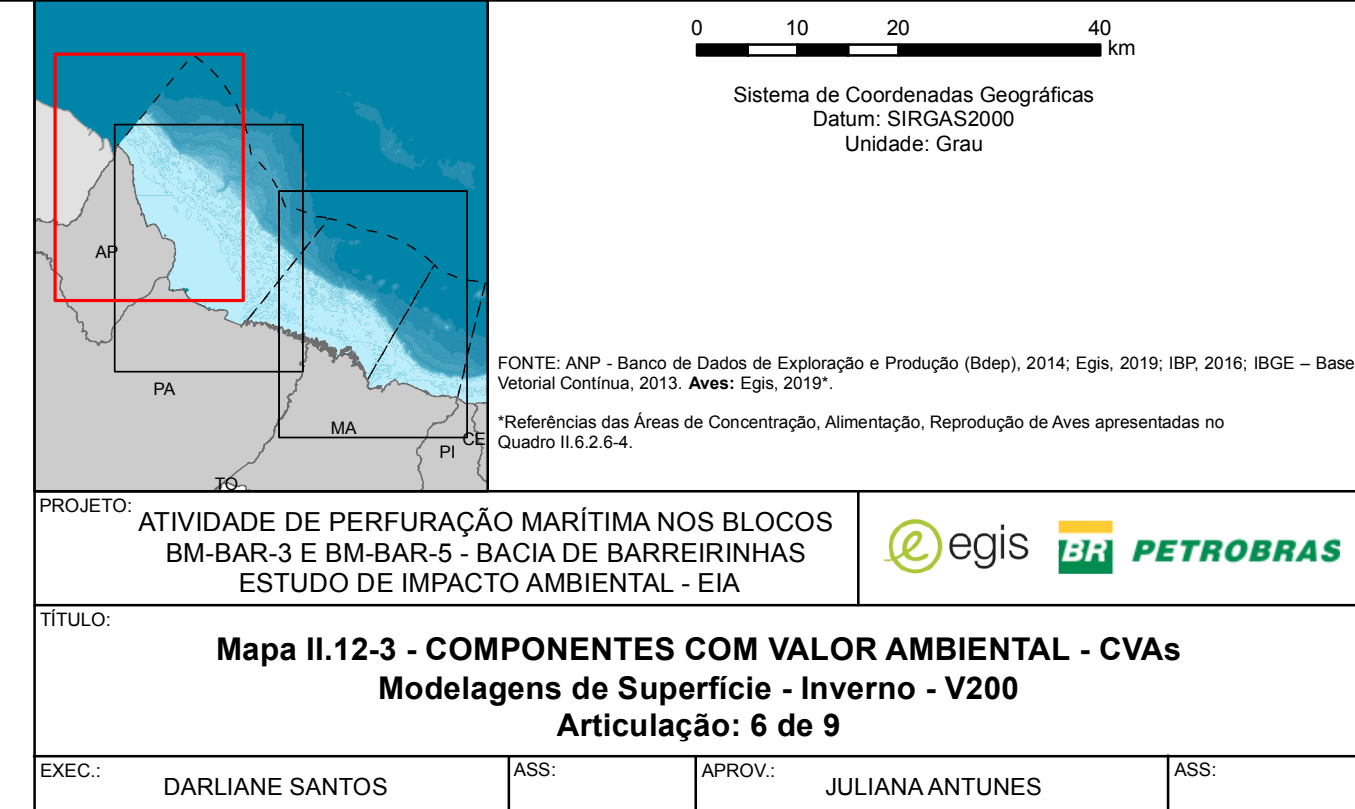 AP
PA
MA
PI
CE
TO
0 10 20 40
km
Sistema de Coordenadas Geográficas
Datum: SIRGAS2000
Unidade: Grau
FONTE: ANP - Banco de Dados de Exploração e Produção (Bdep), 2014; Egis, 2019; IBP, 2016; IBGE – Base
Vetorial Contínua, 2013. Aves: Egis, 2019*.
*Referências das Áreas de Concentração, Alimentação, Reprodução de Aves apresentadas no
Quadro II.6.2.6-4.
PROJETO:
ATIVIDADE DE PERFURAÇÃO MARÍTIMA NOS BLOCOS
BM-BAR-3 E BM-BAR-5 - BACIA DE BARREIRINHAS
ESTUDO DE IMPACTO AMBIENTAL - EIA
e egis
BR PETROBRAS
TÍTULO:
Mapa II.12-3 - COMPONENTES COM VALOR AMBIENTAL - CVAs
Modelagens de Superfície - Inverno - V200
Articulação: 6 de 9
EXEC.:
DARLIANE SANTOS
ASS:
APROV.:
JULIANA ANTUNES
ASS: